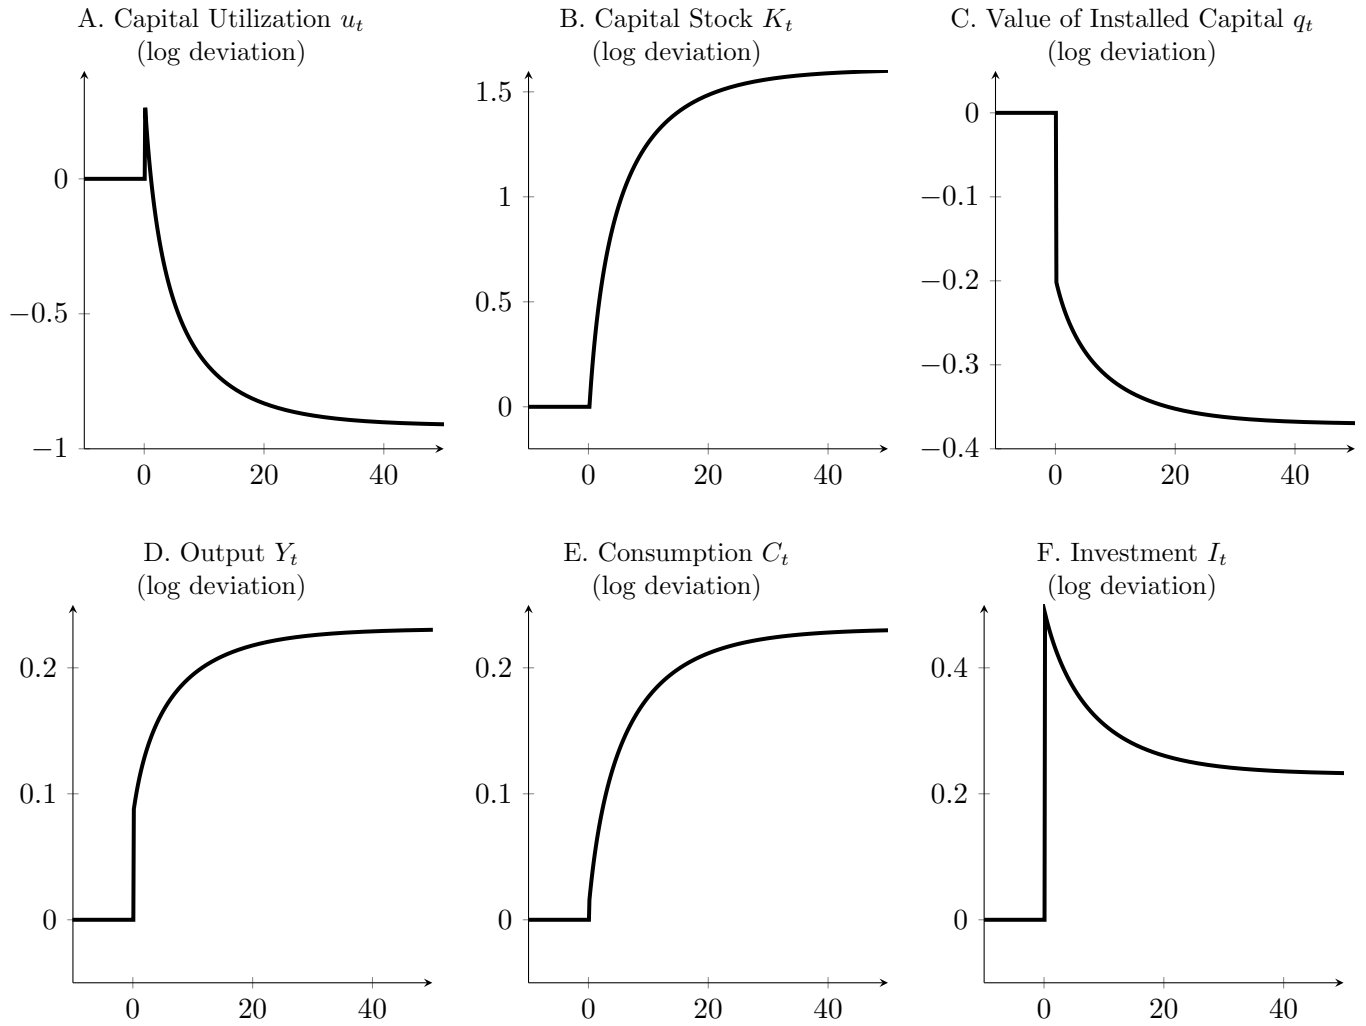 A. Capital Utilization u_t
(log deviation)
0
−0.5
−1
0 20 40
B. Capital Stock K_t
(log deviation)
1.5
1
0.5
0
0 20 40
C. Value of Installed Capital q_t
(log deviation)
0
−0.1
−0.2
−0.3
−0.4
0 20 40
D. Output Y_t
(log deviation)
0.2
0.1
0
0 20 40
E. Consumption C_t
(log deviation)
0.2
0.1
0
0 20 40
F. Investment I_t
(log deviation)
0.4
0.2
0
0 20 40